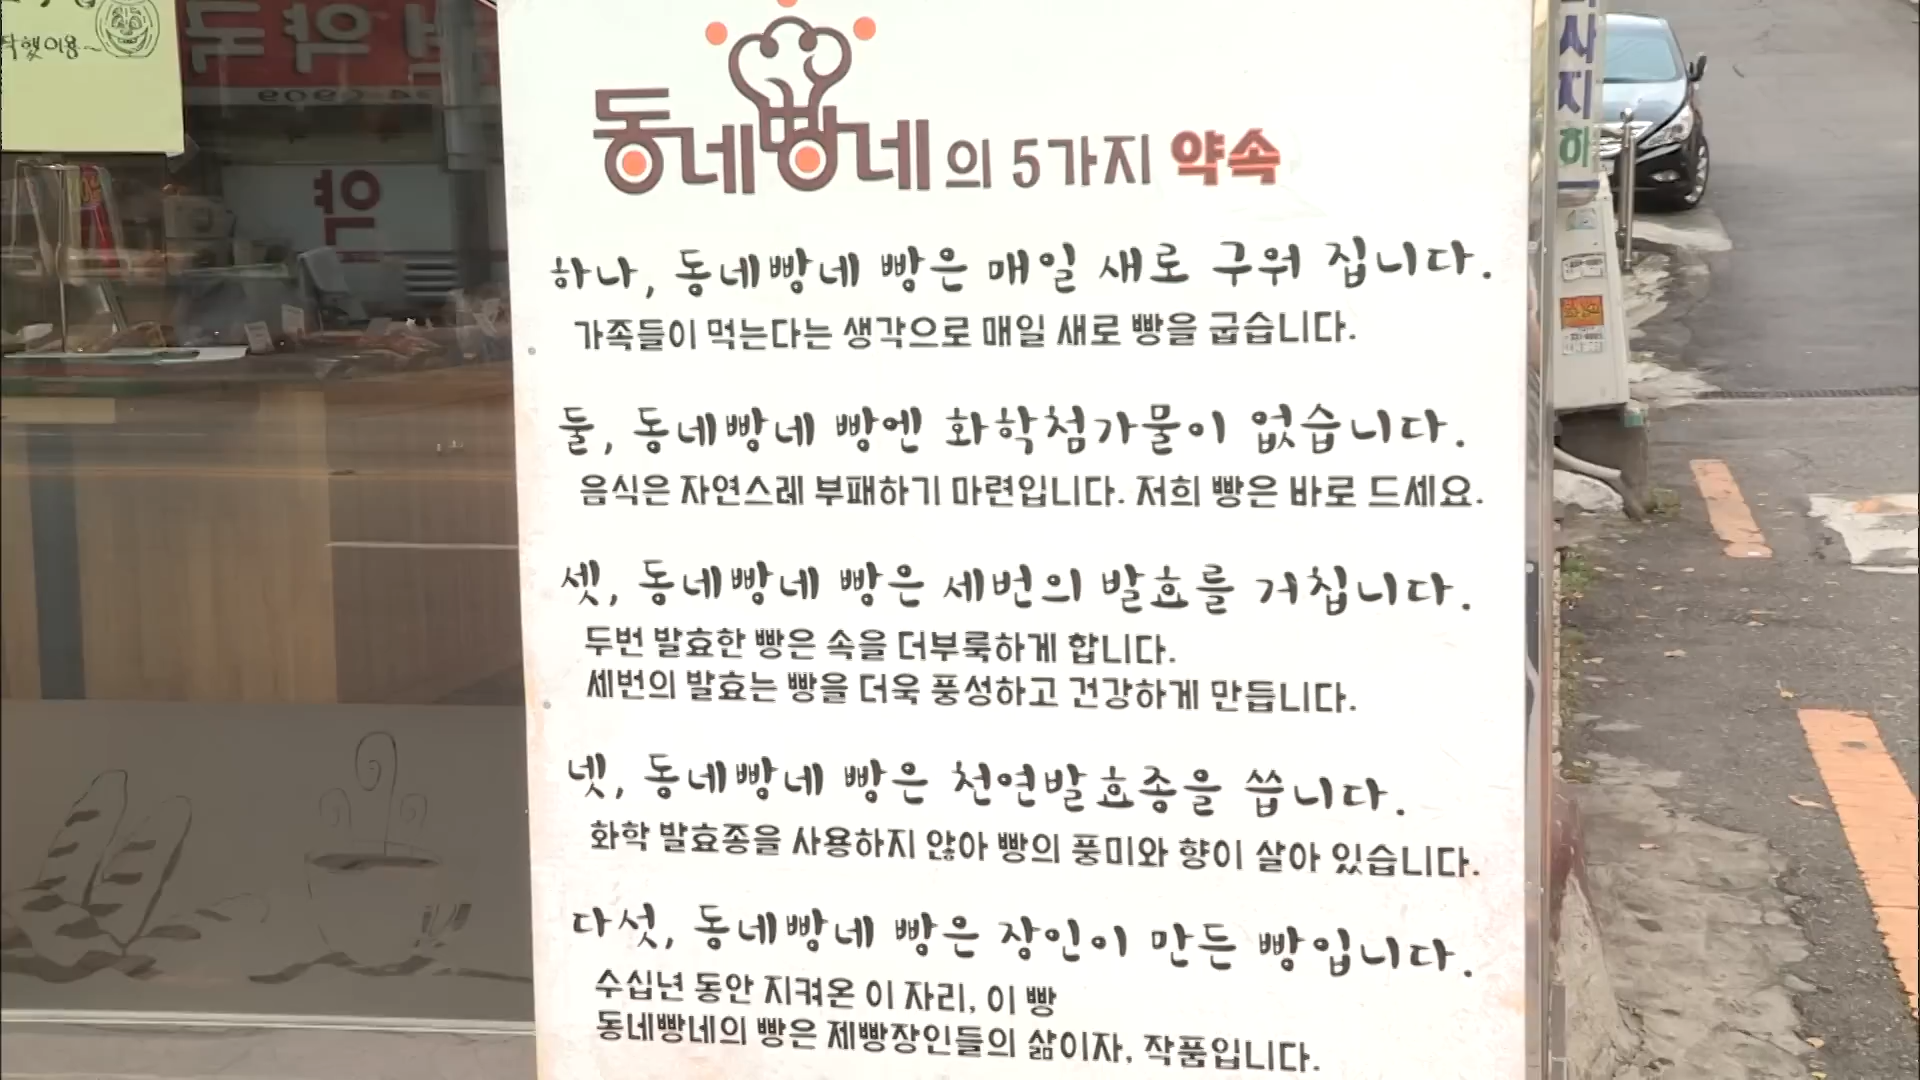 동네빵네의 5가지 약속
하나, 동네빵네 빵은 매일 새로 구워 집니다.
가족들이 먹는다는 생각으로 매일 새로 빵을 굽습니다.
둘, 동네빵네 빵엔 화학첨가물이 없습니다.
음식은 자연스레 부패하기 마련입니다. 저희 빵은 바로 드세요.
셋, 동네빵네 빵은 세번의 발효를 거칩니다.
두번 발효한 빵은 속을 더부룩하게 합니다.
세번의 발효는 빵을 더욱 풍성하고 건강하게 만듭니다.
넷, 동네빵네 빵은 천연발효종을 씁니다.
화학 발효종을 사용하지 않아 빵의 풍미와 향이 살아 있습니다.
다섯, 동네빵네 빵은 장인이 만든 빵입니다.
수십년 동안 지켜온 이 자리, 이 빵
동네빵네의 빵은 제빵장인들의 삶이자, 작품입니다.